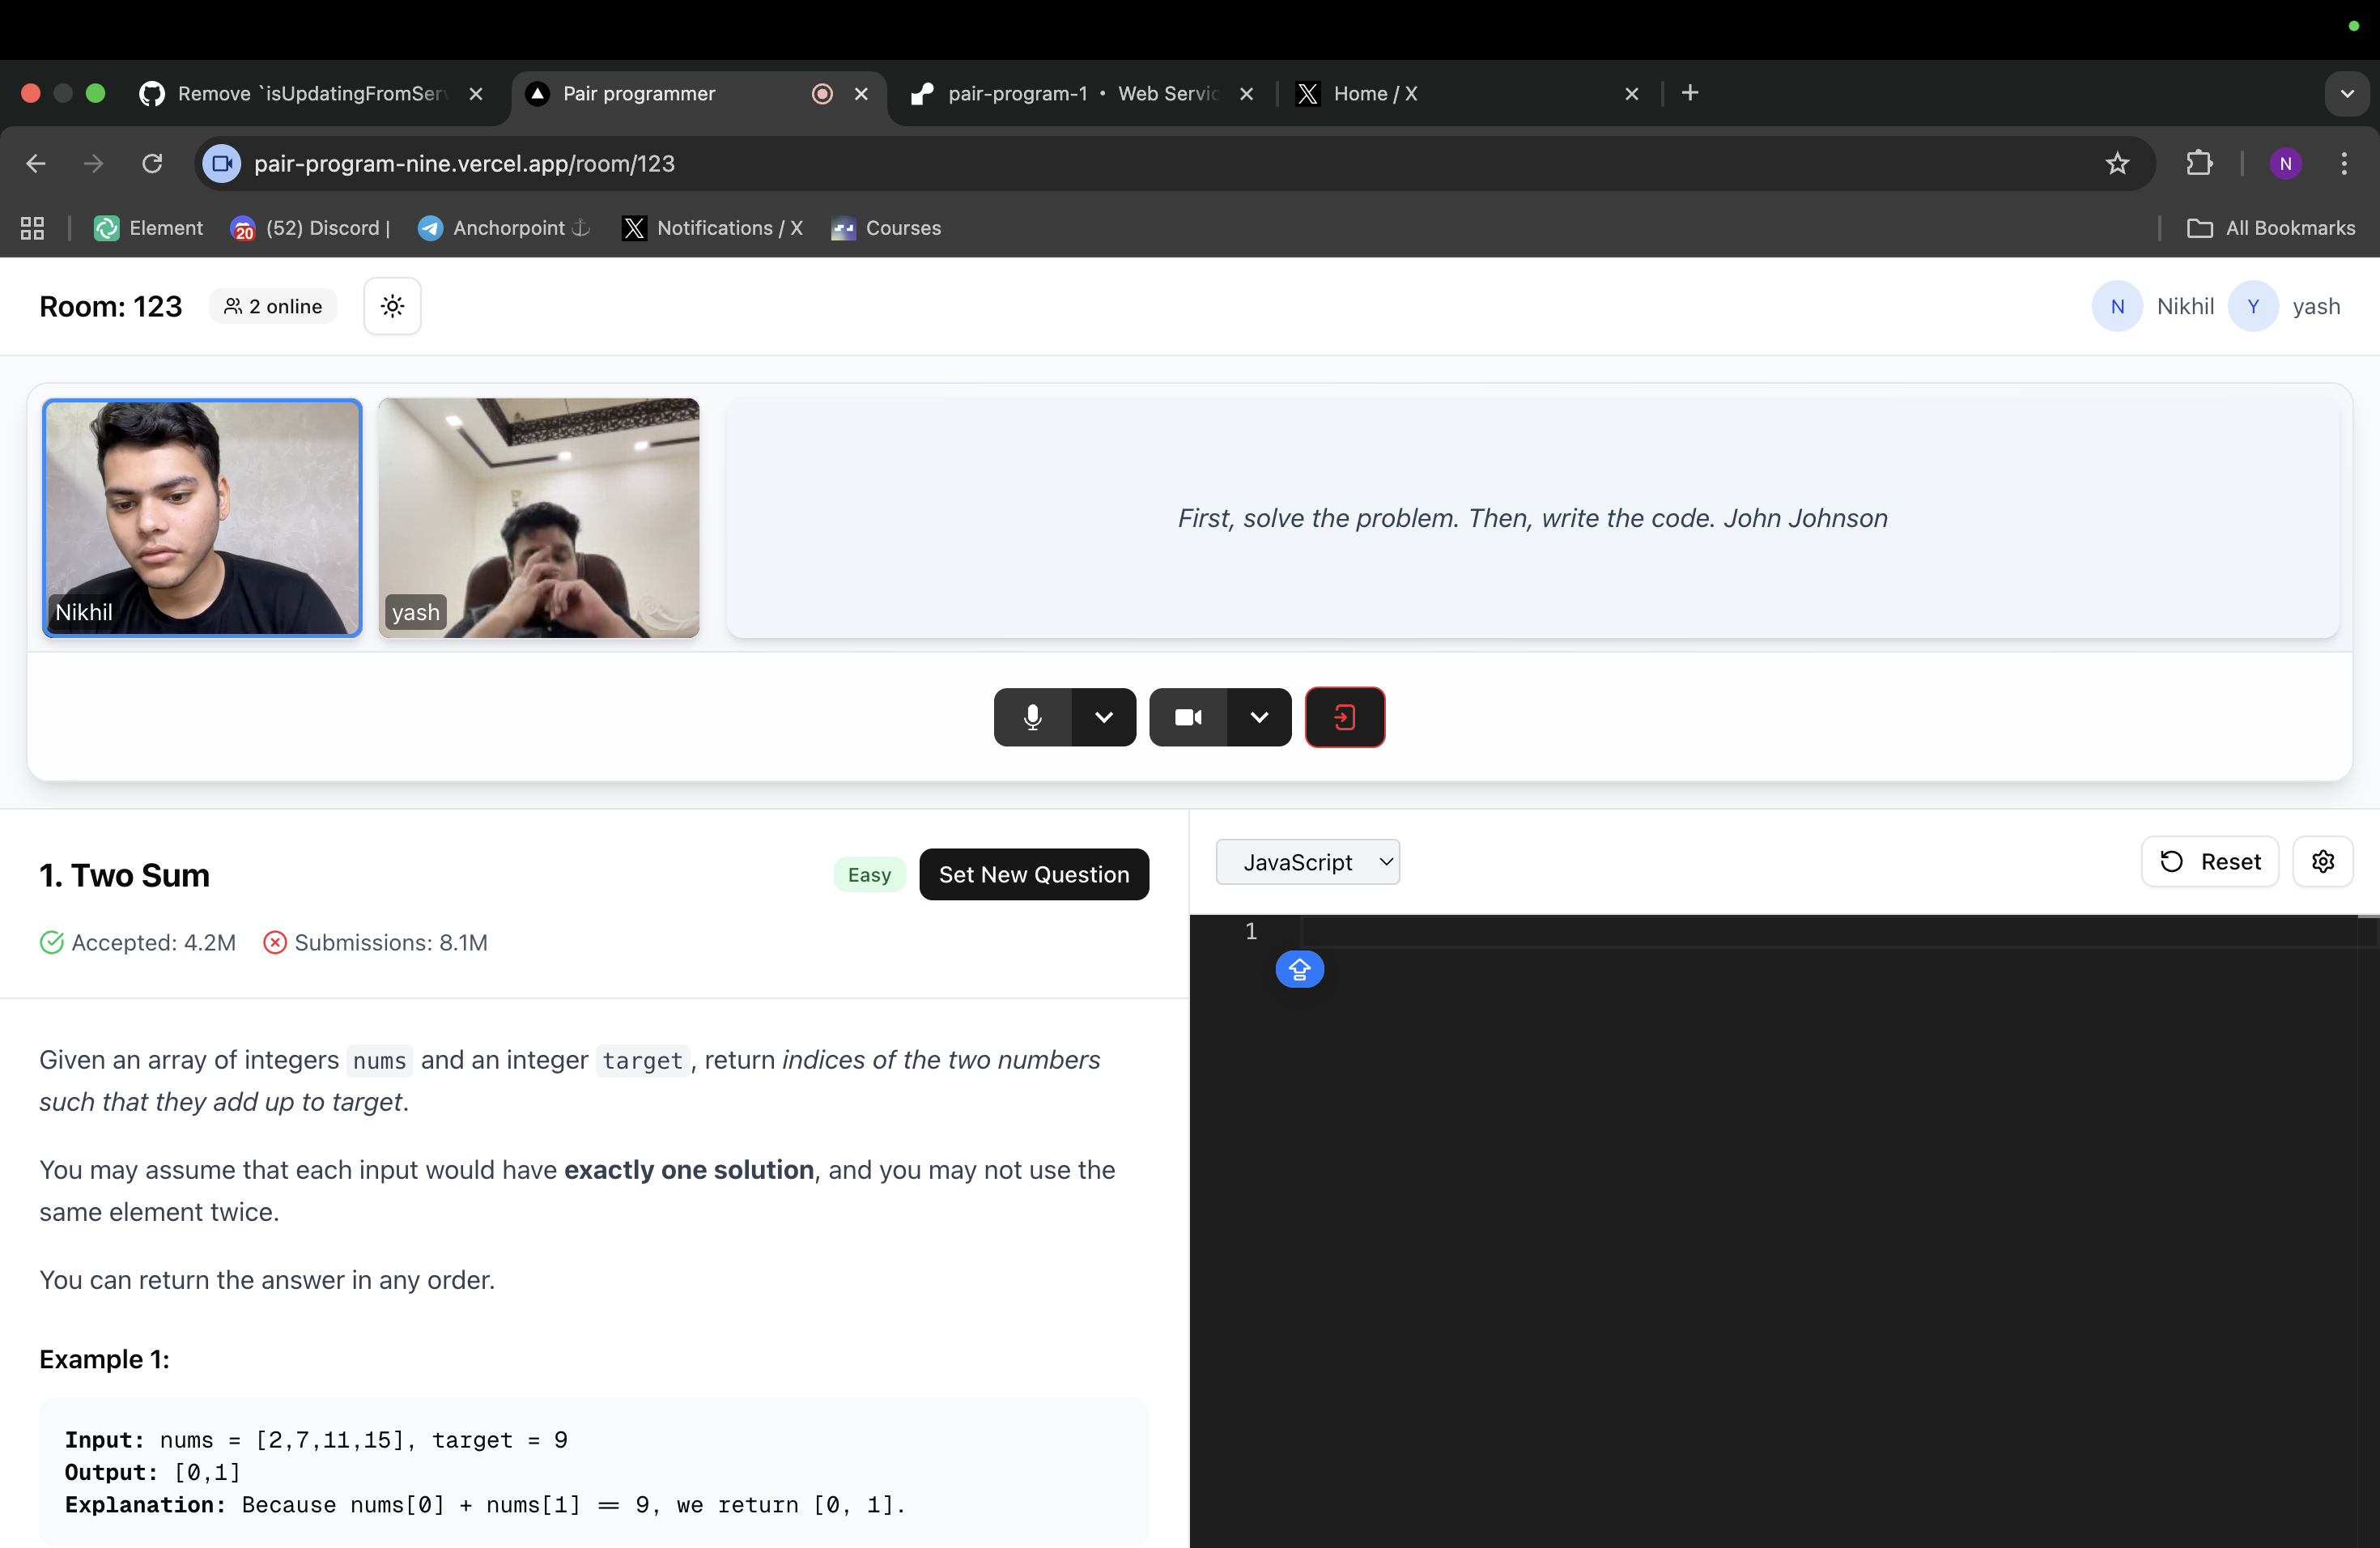 Remove `isUpdatingFromSer
Pair programmer
pair-program-1 • Web Servic
Home / X
pair-program-nine.vercel.app/room/123
N
Element
20
(52) Discord |
Anchorpoint ⚓
Notifications / X
Courses
All Bookmarks
Room: 123
2 online
N Nikhil Y yash
Nikhil
yash
First, solve the problem. Then, write the code. John Johnson
1. Two Sum
Easy
Set New Question
Accepted: 4.2M Submissions: 8.1M
Given an array of integers nums and an integer target, return indices of the two numbers
such that they add up to target.
You may assume that each input would have exactly one solution, and you may not use the
same element twice.
You can return the answer in any order.
Example 1:
Input: nums = [2,7,11,15], target = 9
Output: [0,1]
Explanation: Because nums[0] + nums[1] == 9, we return [0, 1].
JavaScript
Reset
1